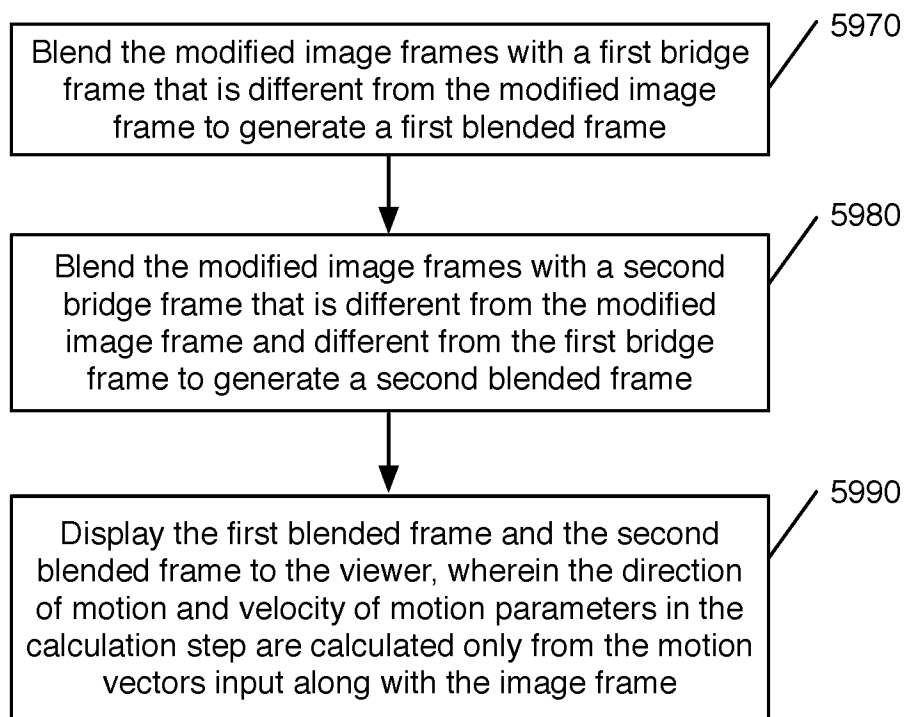 5970
Blend the modified image frames with a first bridge
frame that is different from the modified image
frame to generate a first blended frame
5980
Blend the modified image frames with a second
bridge frame that is different from the modified
image frame and different from the first bridge
frame to generate a second blended frame
5990
Display the first blended frame and the second
blended frame to the viewer, wherein the direction
of motion and velocity of motion parameters in the
calculation step are calculated only from the motion
vectors input along with the image frame